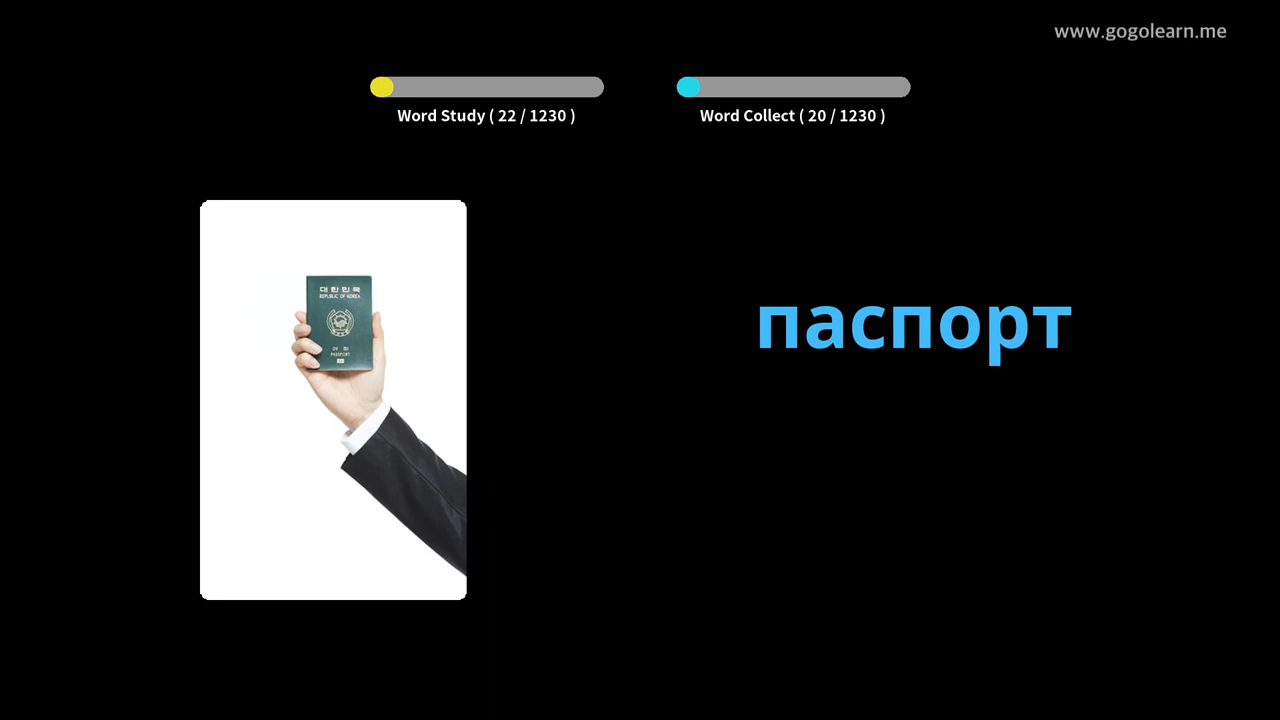 www.gogolearn.me
Word Study ( 22 / 1230 )
Word Collect ( 20 / 1230 )
대한민국
REPUBLIC OF KOREA
여 권
PASSPORT
паспорт